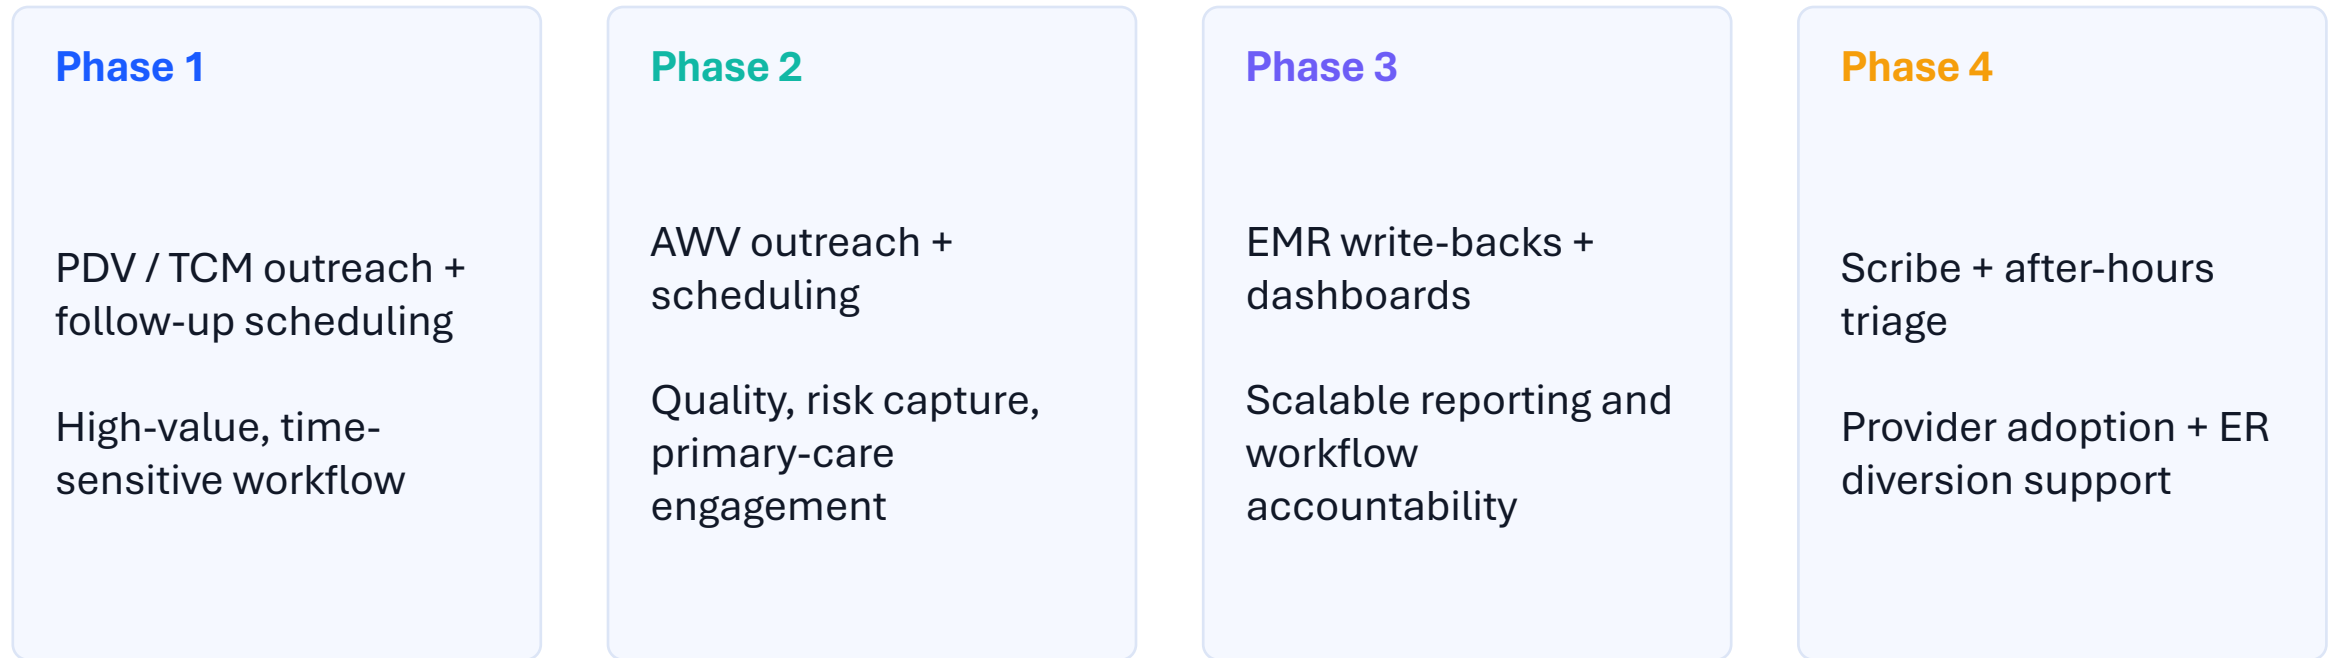 Phase 1
PDV / TCM outreach +
follow-up scheduling
High-value, time-
sensitive workflow
Phase 2
AWV outreach +
scheduling
Quality, risk capture,
primary-care
engagement
Phase 3
EMR write-backs +
dashboards
Scalable reporting and
workflow
accountability
Phase 4
Scribe + after-hours
triage
Provider adoption + ER
diversion support